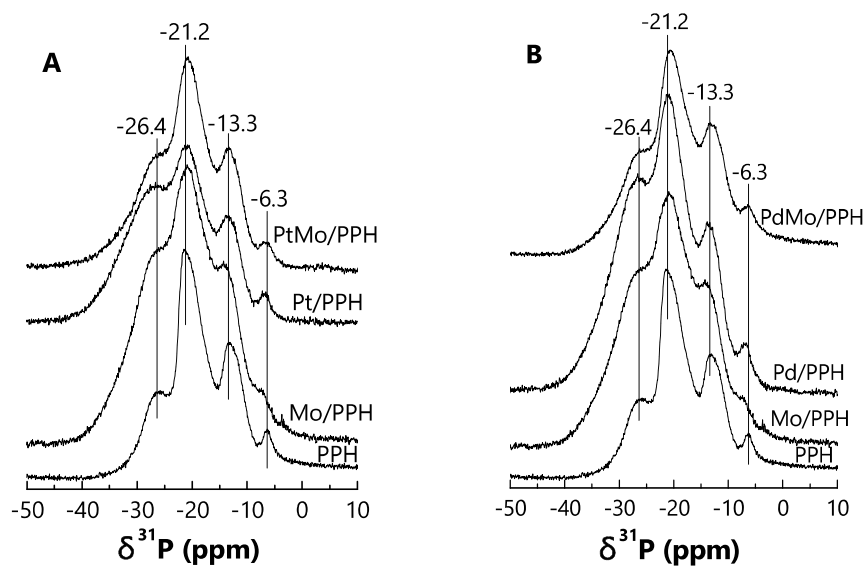 A
-21.2
-26.4
-13.3
-6.3
PtMo/PPH
Pt/PPH
Mo/PPH
PPH
-50 -40 -30 -20 -10 0 10
δ ³¹P (ppm)
B
-21.2
-26.4
-13.3
-6.3
PdMo/PPH
Pd/PPH
Mo/PPH
PPH
-50 -40 -30 -20 -10 0 10
δ ³¹P (ppm)